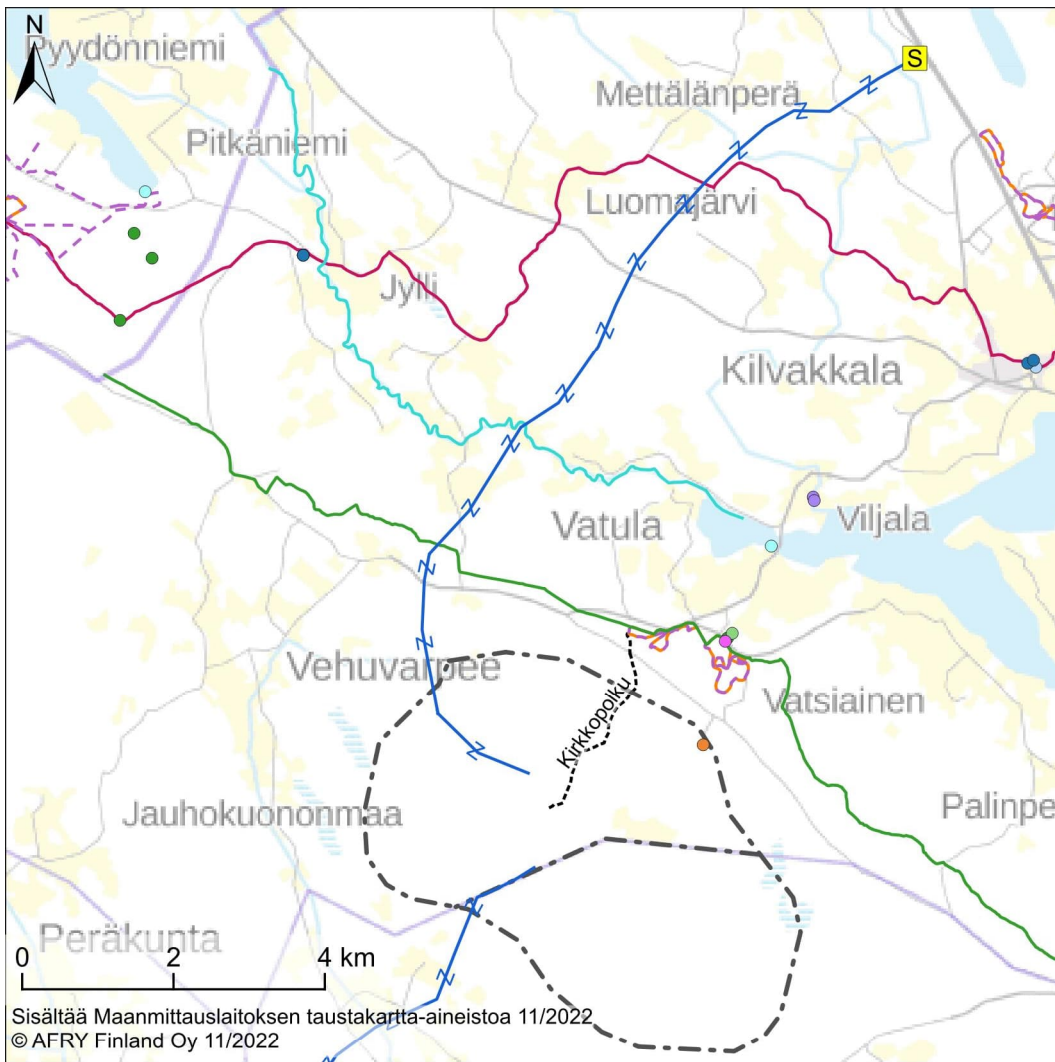 N
Pyydönniemi
S
Mettälänperä
Pitkäniemi
Luomajärvi
Jylli
Kilvakkala
Viljala
Vatula
Vehuvarpee
Kirkkopolku
Vatsiainen
Jauhokuononmaa
Palinpe
Peräkunta
0 2 4 km
Sisältää Maanmittauslaitoksen taustakartta-aineistoa 11/2022
© AFRY Finland Oy 11/2022